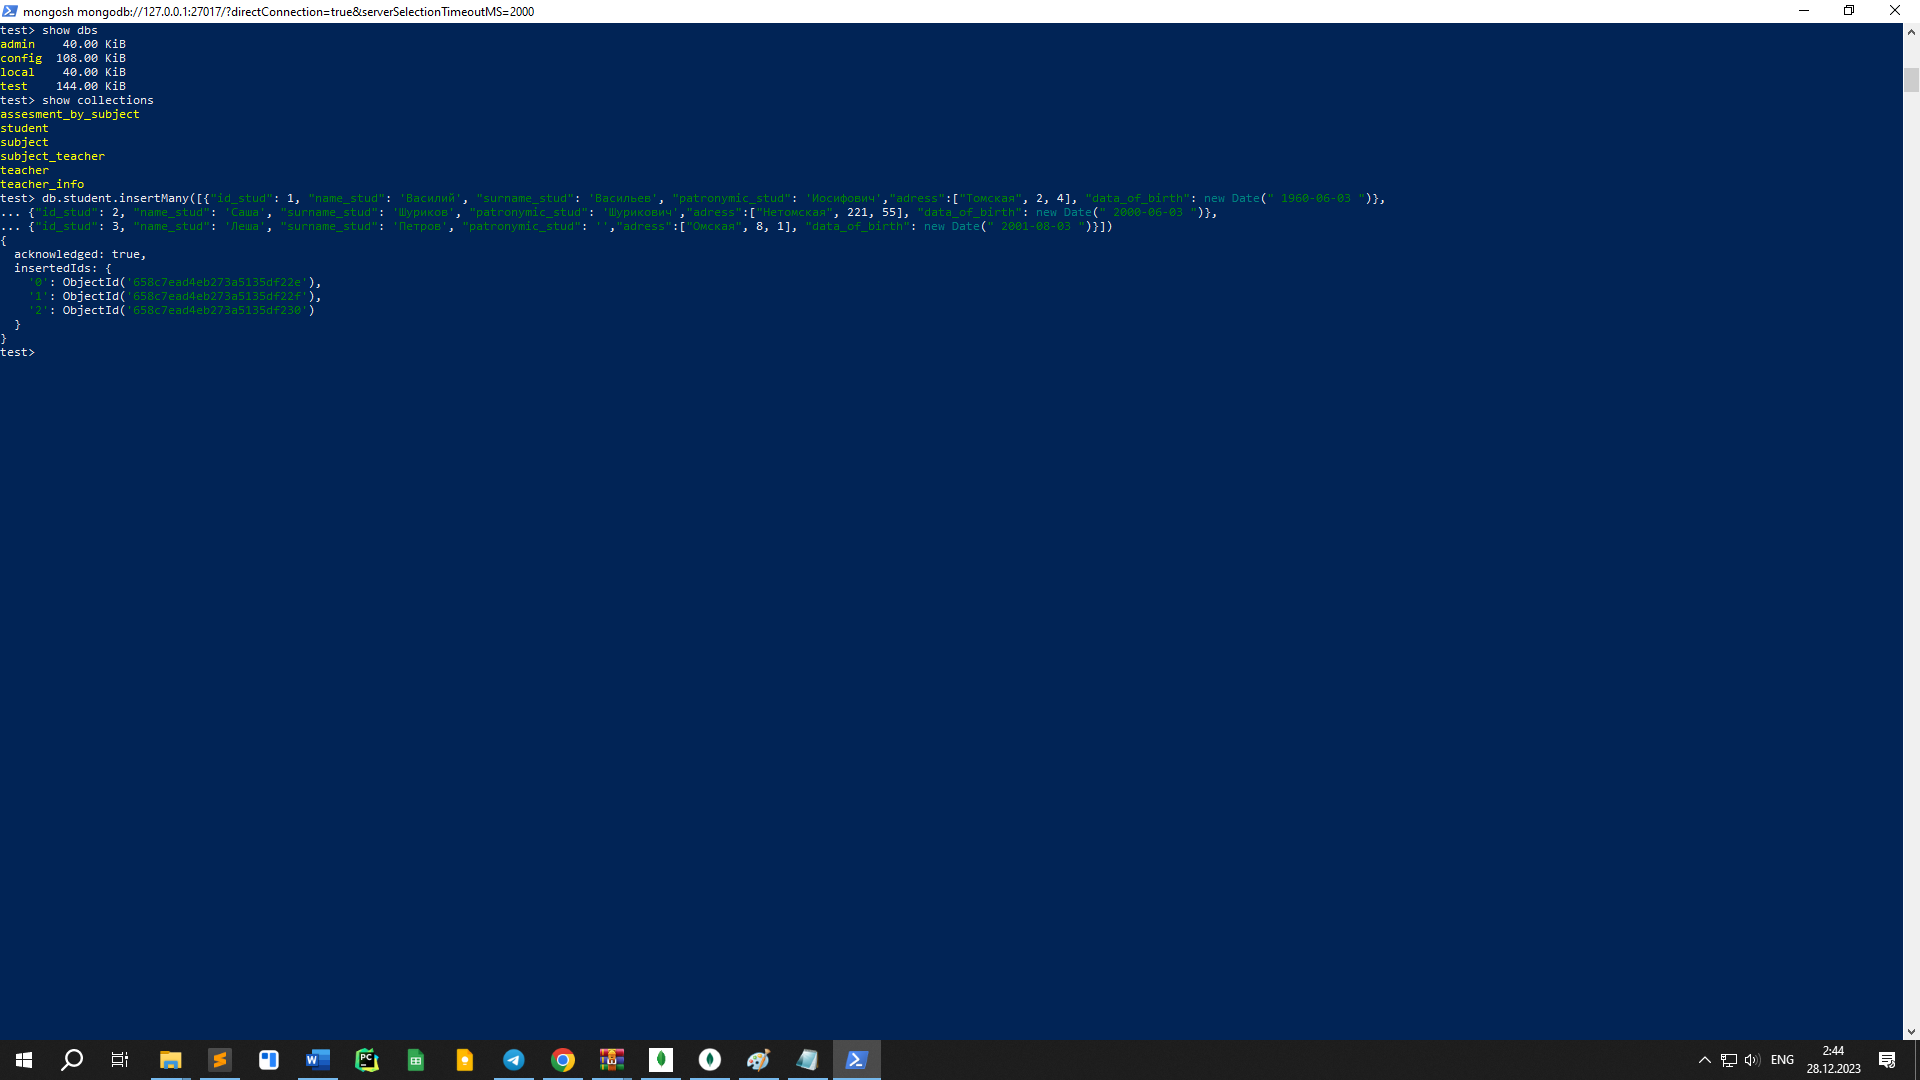 mongosh mongodb://127.0.0.1:27017/?directConnection=true&serverSelectionTimeoutMS=2000
test> show dbs
admin    40.00 KiB
config  108.00 KiB
local    40.00 KiB
test    144.00 KiB
test> show collections
assesment_by_subject
student
subject
subject_teacher
teacher
teacher_info
test> db.student.insertMany([{"id_stud": 1, "name_stud": 'Василий', "surname_stud": 'Васильев', "patronymic_stud": 'Иосифович',"adress":["Томская", 2, 4], "data_of_birth": new Date(" 1960-06-03 ")},
... {"id_stud": 2, "name_stud": 'Саша', "surname_stud": 'Шуриков', "patronymic_stud": 'Шурикович',"adress":["Нетомская", 221, 55], "data_of_birth": new Date(" 2000-06-03 ")},
... {"id_stud": 3, "name_stud": 'Леша', "surname_stud": 'Петров', "patronymic_stud": '',"adress":["Омская", 8, 1], "data_of_birth": new Date(" 2001-08-03 ")}])
{
  acknowledged: true,
  insertedIds: {
    '0': ObjectId('658c7ead4eb273a5135df22e'),
    '1': ObjectId('658c7ead4eb273a5135df22f'),
    '2': ObjectId('658c7ead4eb273a5135df230')
  }
}
test>
ENG
2:44
28.12.2023